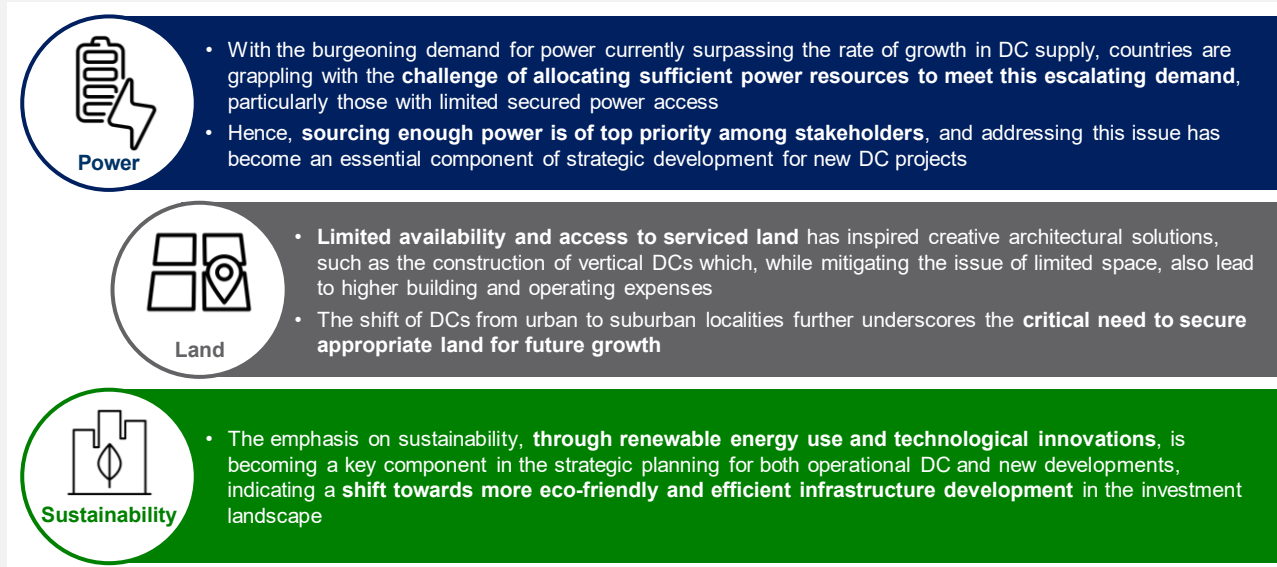 • With the burgeoning demand for power currently surpassing the rate of growth in DC supply, countries are
grappling with the challenge of allocating sufficient power resources to meet this escalating demand,
particularly those with limited secured power access
• Hence, sourcing enough power is of top priority among stakeholders, and addressing this issue has
become an essential component of strategic development for new DC projects
Power
• Limited availability and access to serviced land has inspired creative architectural solutions,
such as the construction of vertical DCs which, while mitigating the issue of limited space, also lead
to higher building and operating expenses
• The shift of DCs from urban to suburban localities further underscores the critical need to secure
appropriate land for future growth
Land
• The emphasis on sustainability, through renewable energy use and technological innovations, is
becoming a key component in the strategic planning for both operational DC and new developments,
indicating a shift towards more eco-friendly and efficient infrastructure development in the investment
landscape
Sustainability